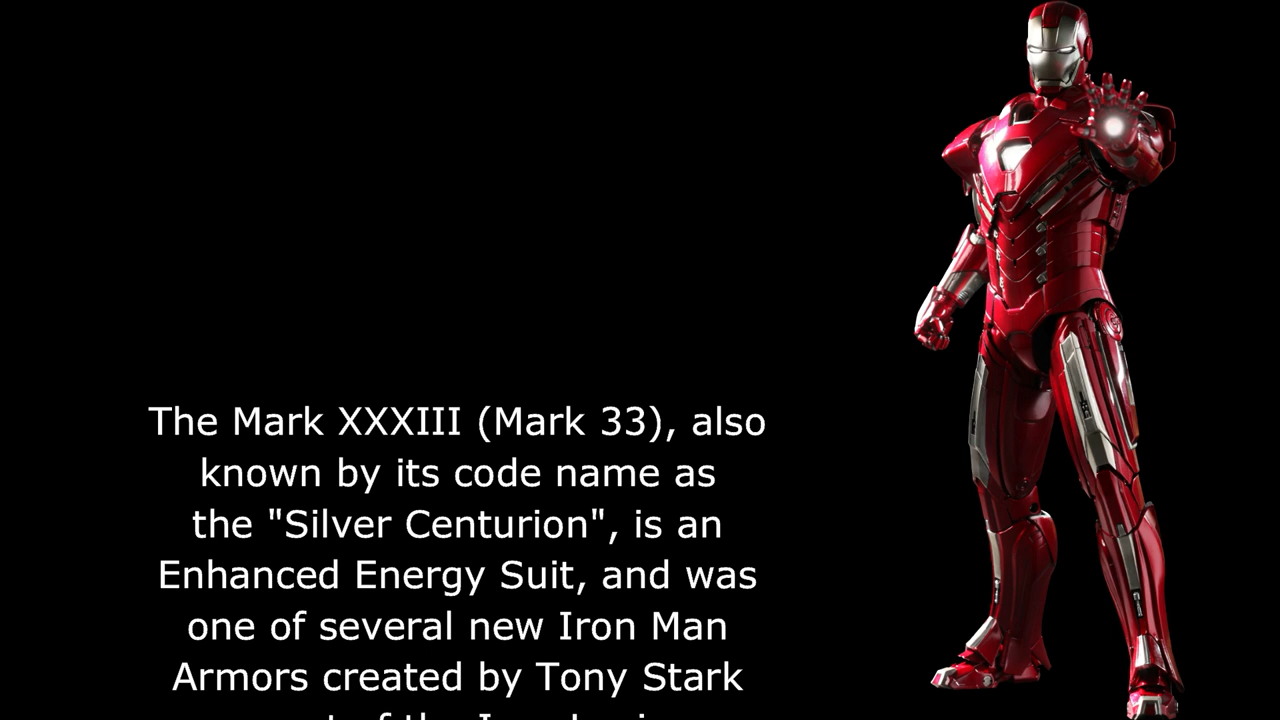 The Mark XXXIII (Mark 33), also
known by its code name as
the "Silver Centurion", is an
Enhanced Energy Suit, and was
one of several new Iron Man
Armors created by Tony Stark